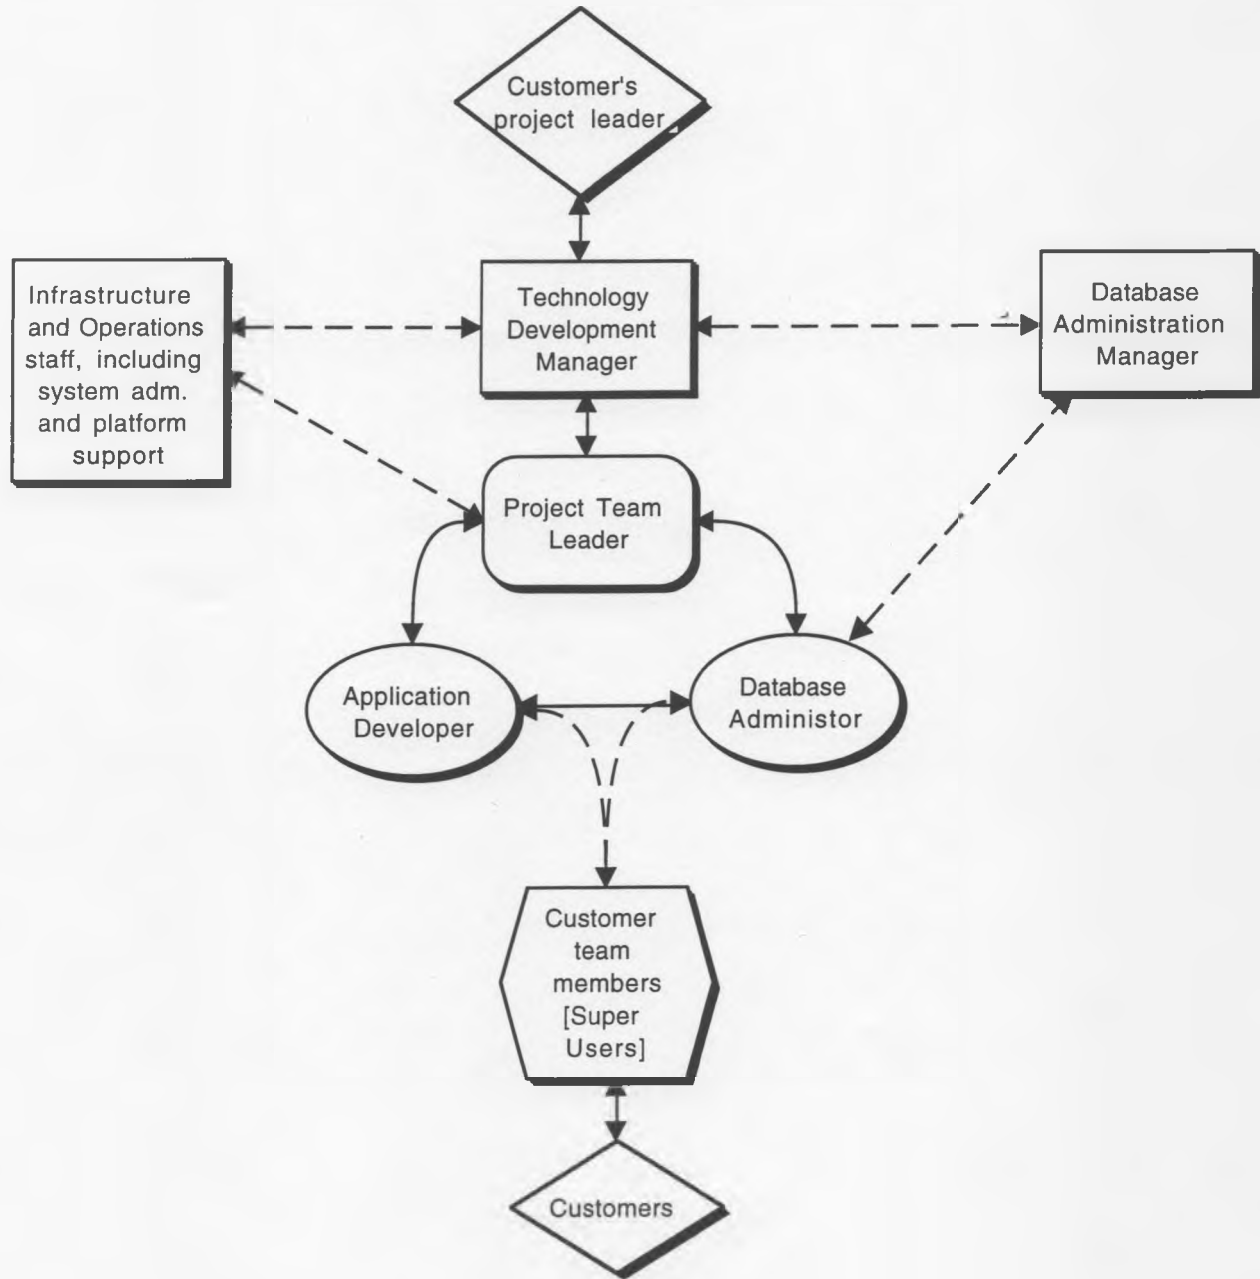 Customer's
project leader
Infrastructure
and Operations
staff, including
system adm.
and platform
support
Technology
Development
Manager
Database
Administration
Manager
Project Team
Leader
Application
Developer
Database
Administor
Customer
team
members
[Super
Users]
Customers